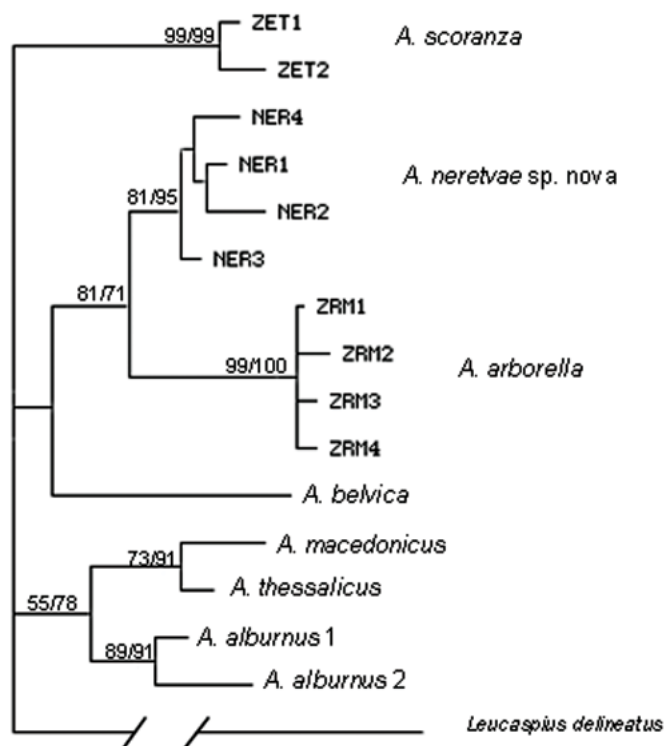 ZET1
99/99
A. scoranza
ZET2
NER4
NER1
A. neretvae sp. nova
81/95
NER2
NER3
81/71
ZRM1
ZRM2
99/100
A. arborella
ZRM3
ZRM4
A. belvica
A. macedonicus
73/91
A. thessalicus
55/78
A. alburnus 1
89/91
A. alburnus 2
Leucaspius delineatus